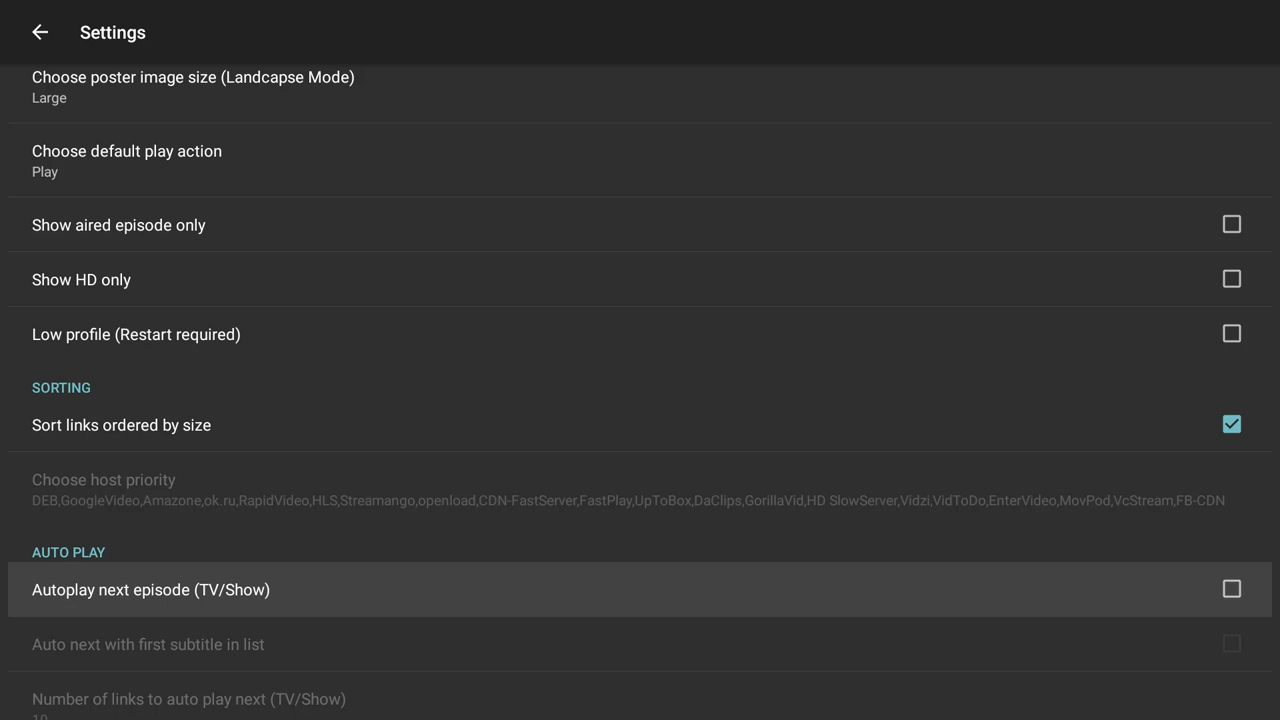 Settings
Choose poster image size (Landcapse Mode)
Large
Choose default play action
Play
Show aired episode only
Show HD only
Low profile (Restart required)
SORTING
Sort links ordered by size
Choose host priority
DEB,GoogleVideo,Amazone,ok.ru,RapidVideo,HLS,Streamango,openload,CDN-FastServer,FastPlay,UpToBox,DaClips,GorillaVid,HD SlowServer,Vidzi,VidToDo,EnterVideo,MovPod,VcStream,FB-CDN
AUTO PLAY
Autoplay next episode (TV/Show)
Auto next with first subtitle in list
Number of links to auto play next (TV/Show)